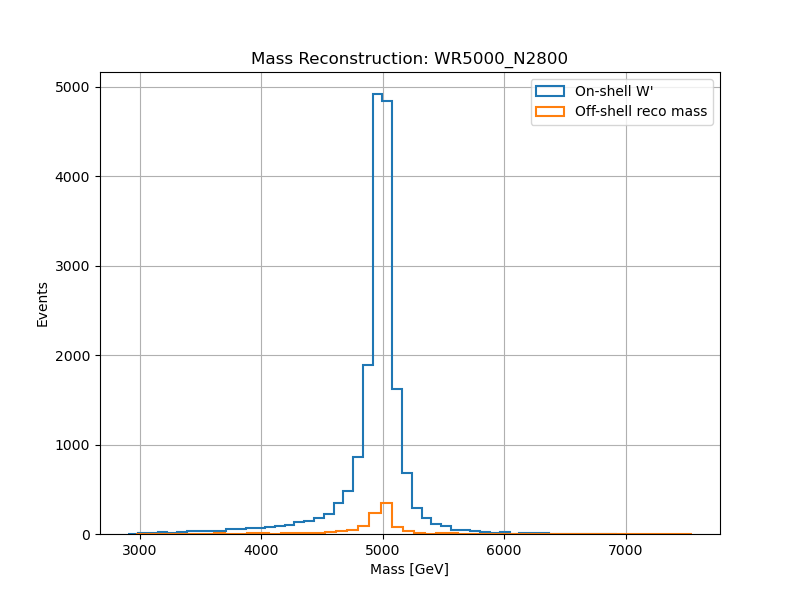 Mass Reconstruction: WR5000_N2800
On-shell W'
Off-shell reco mass
5000
4000
3000
2000
1000
0
Events
3000 4000 5000 6000 7000
Mass [GeV]